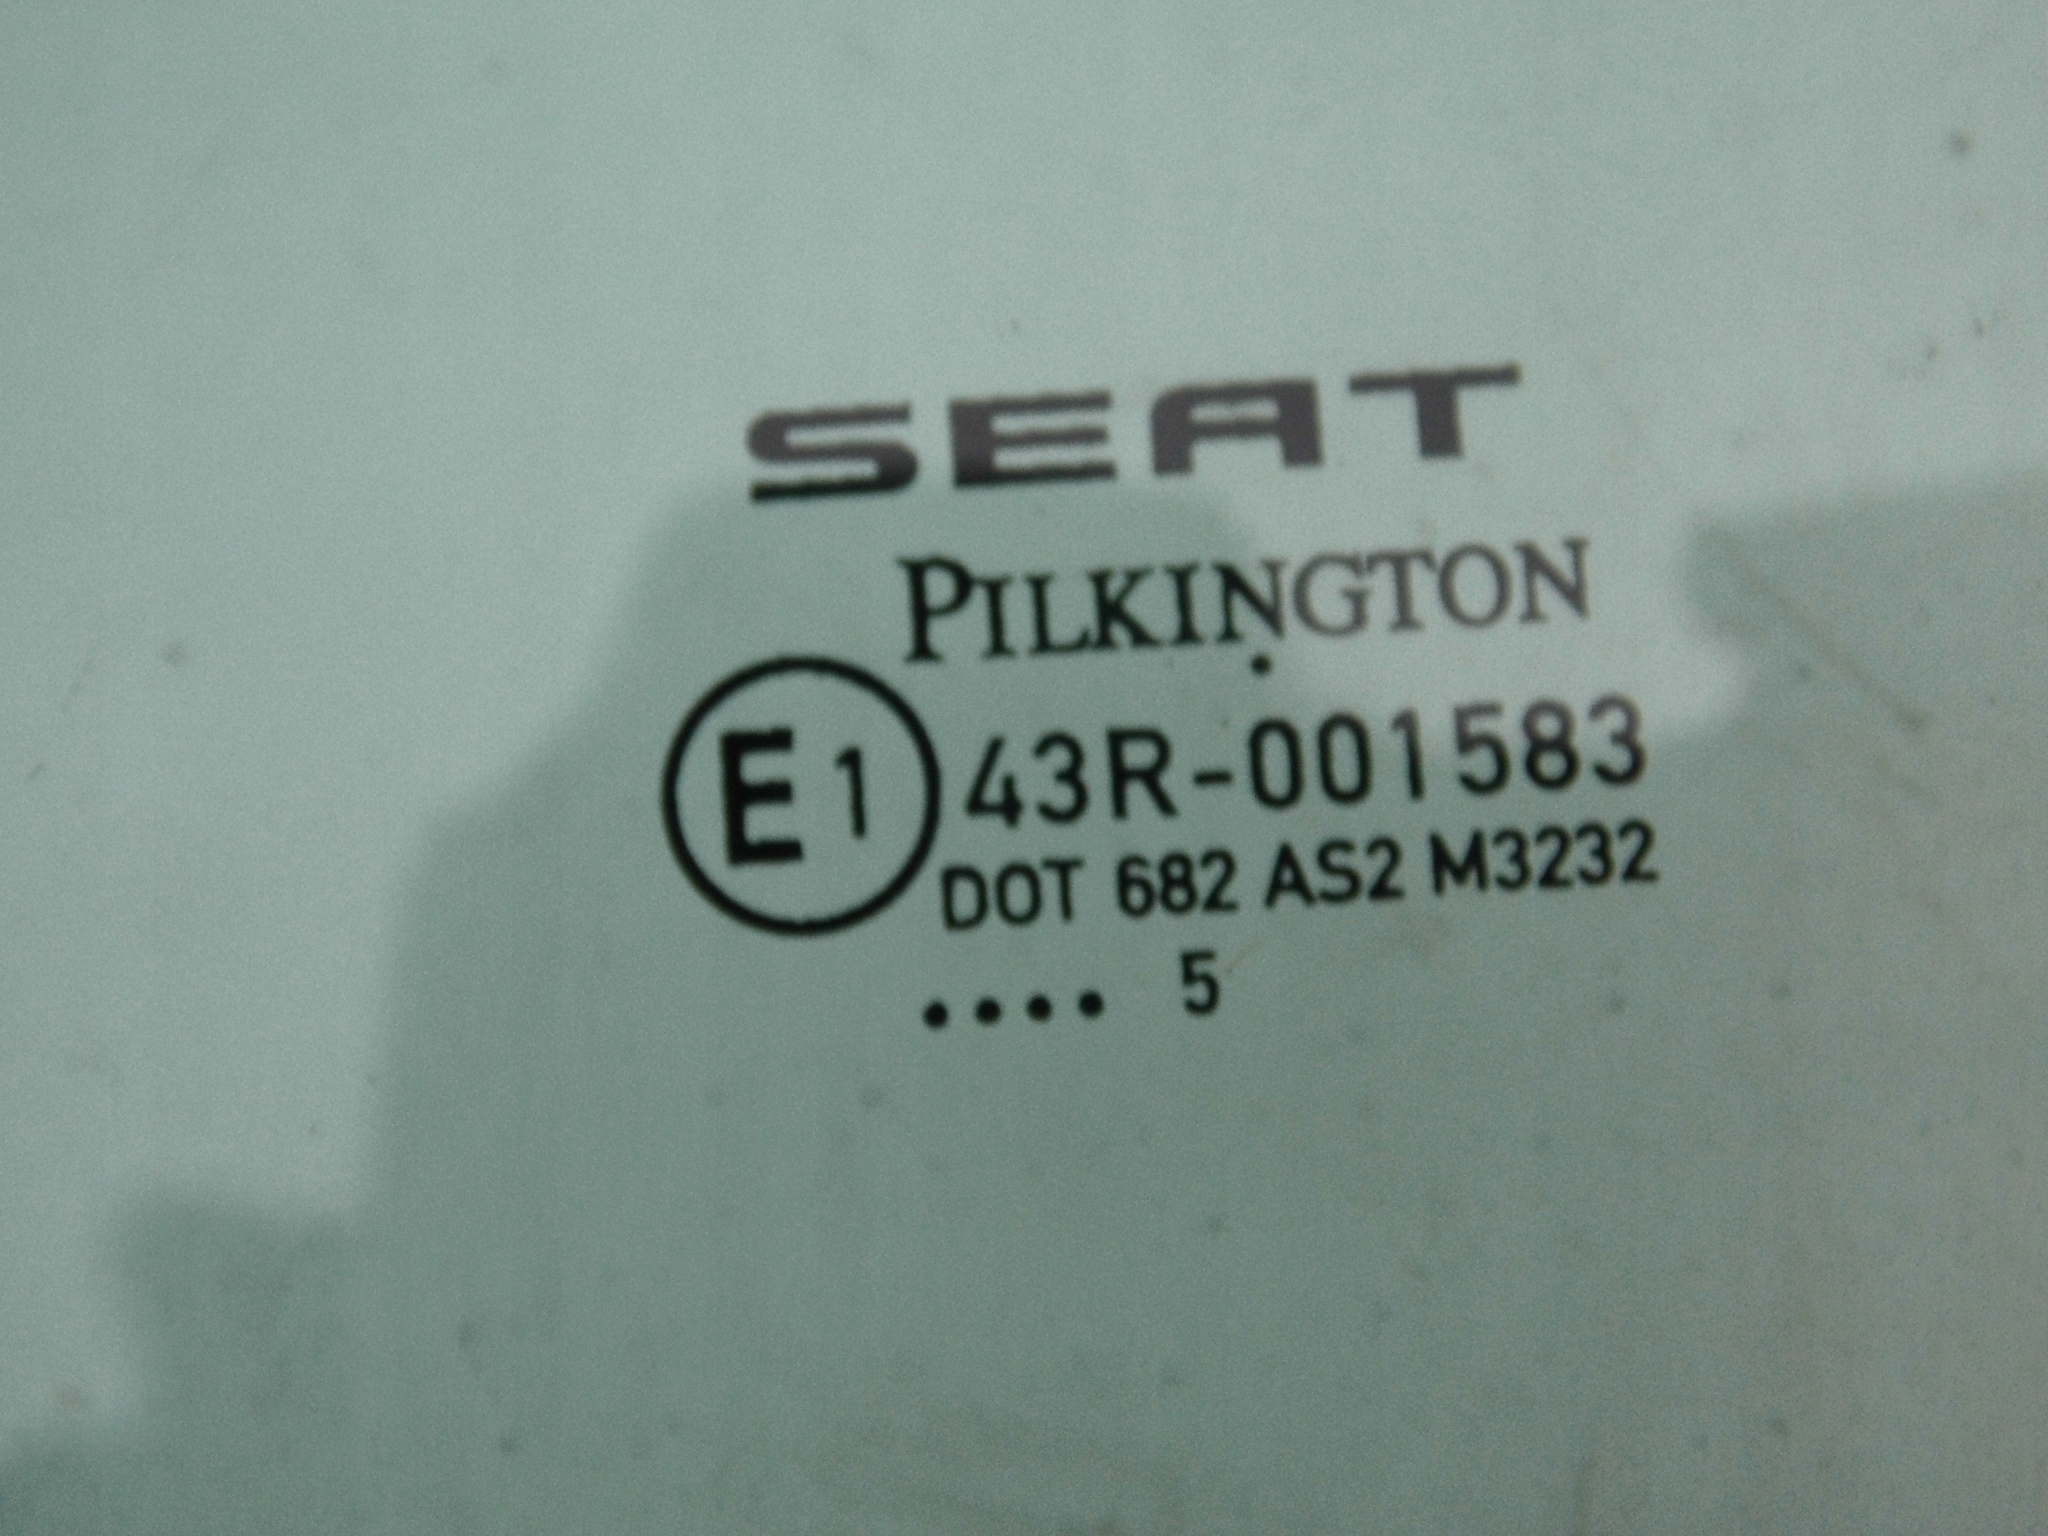 SEAT
PILKINGTON
E1 43R-001583
DOT 682 AS2 M3232
•••• 5